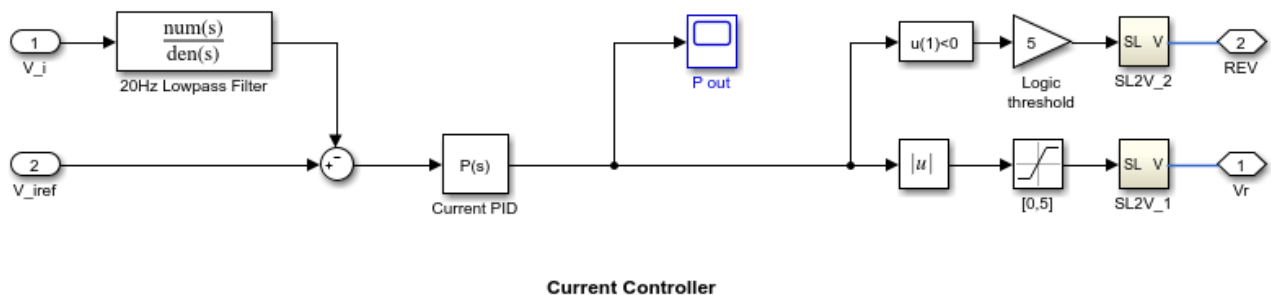 1
V_i
num(s)
den(s)
20Hz Lowpass Filter
P out
u(1)<0
5
Logic
threshold
SL V
SL2V_2
2
REV
2
V_iref
+ -
P(s)
Current PID
|u|
[0,5]
SL V
SL2V_1
1
Vr
Current Controller